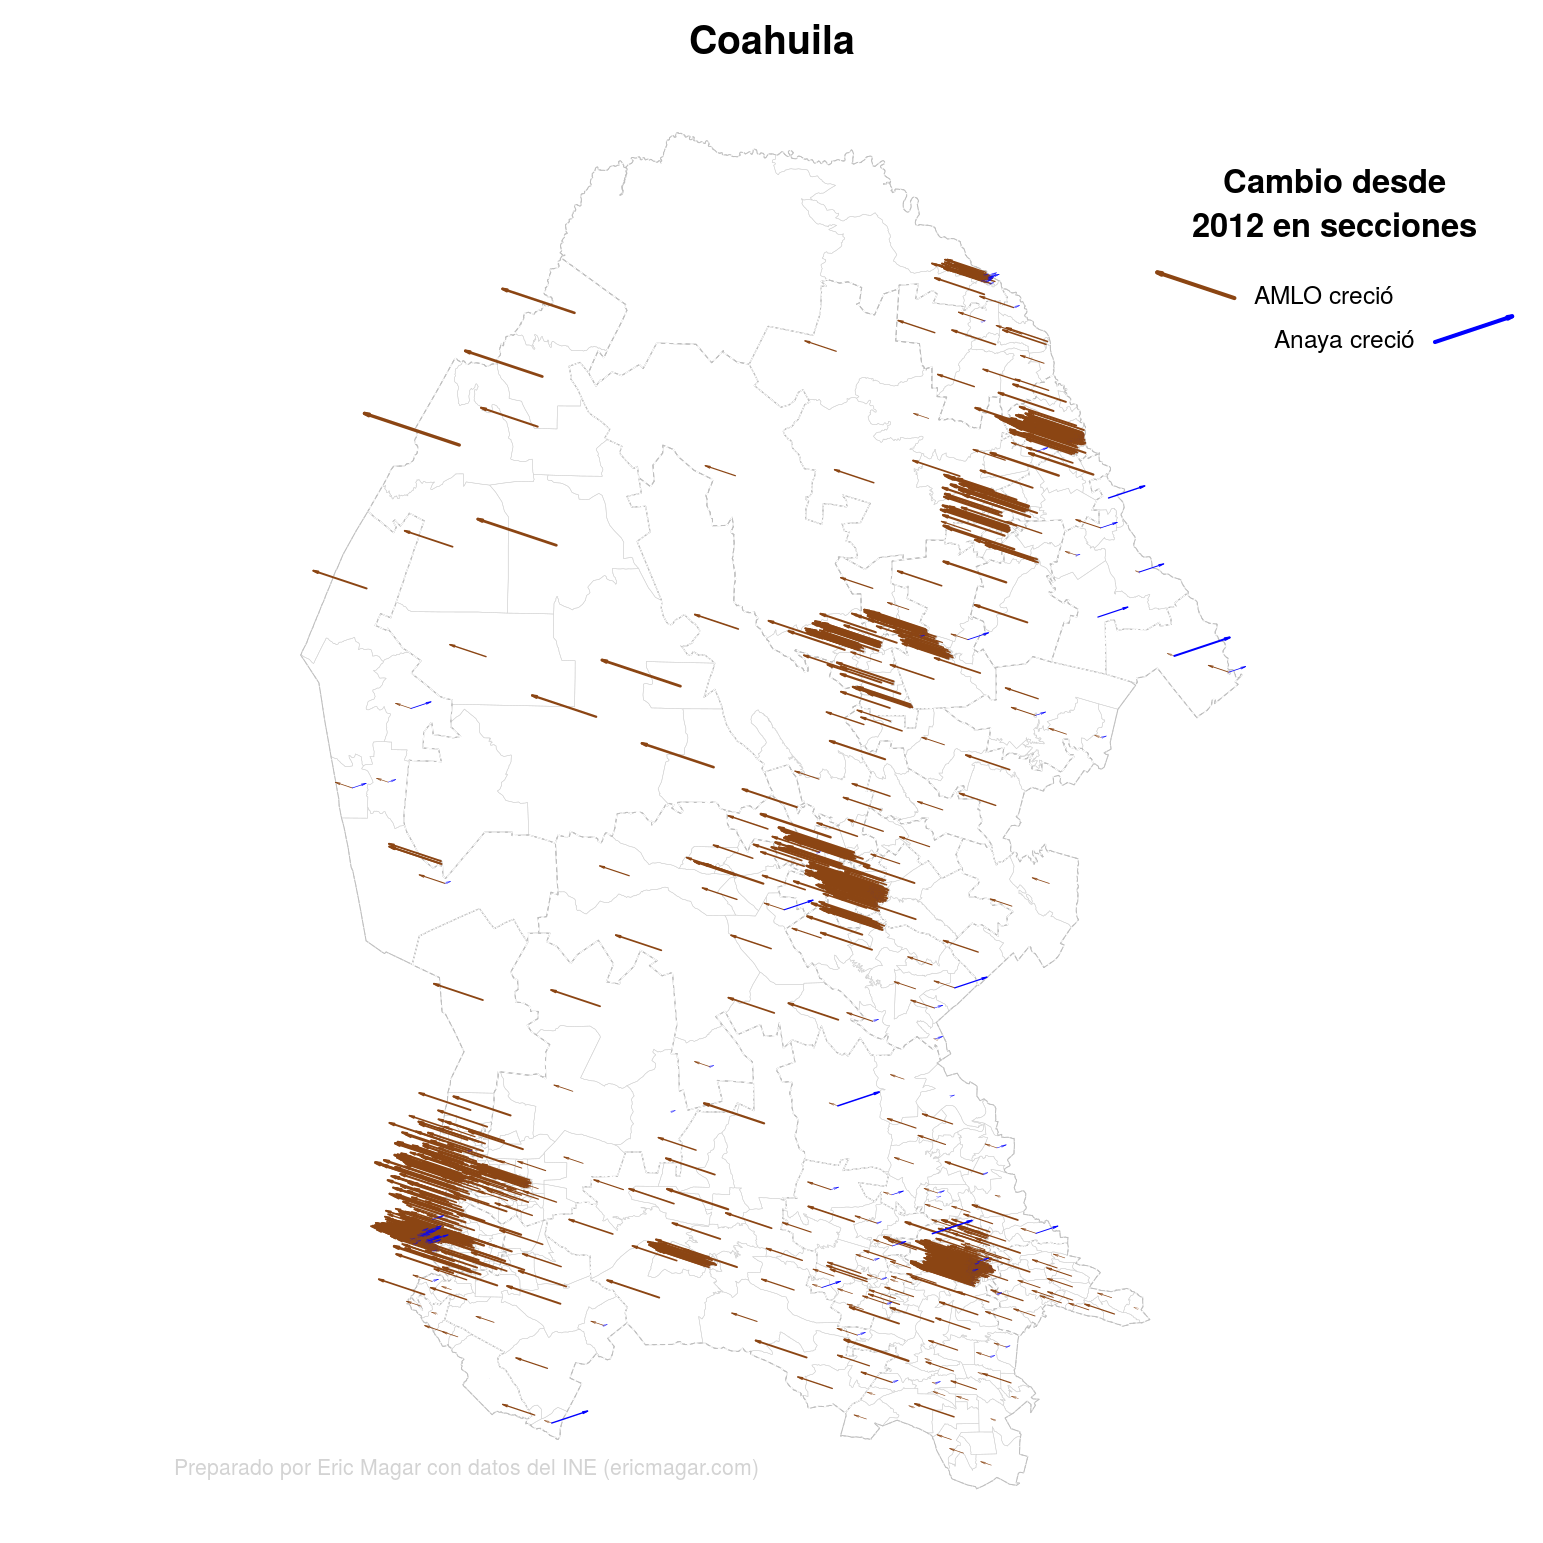 Coahuila
Cambio desde
2012 en secciones
AMLO creció
Anaya creció
Preparado por Eric Magar con datos del INE (ericmagar.com)